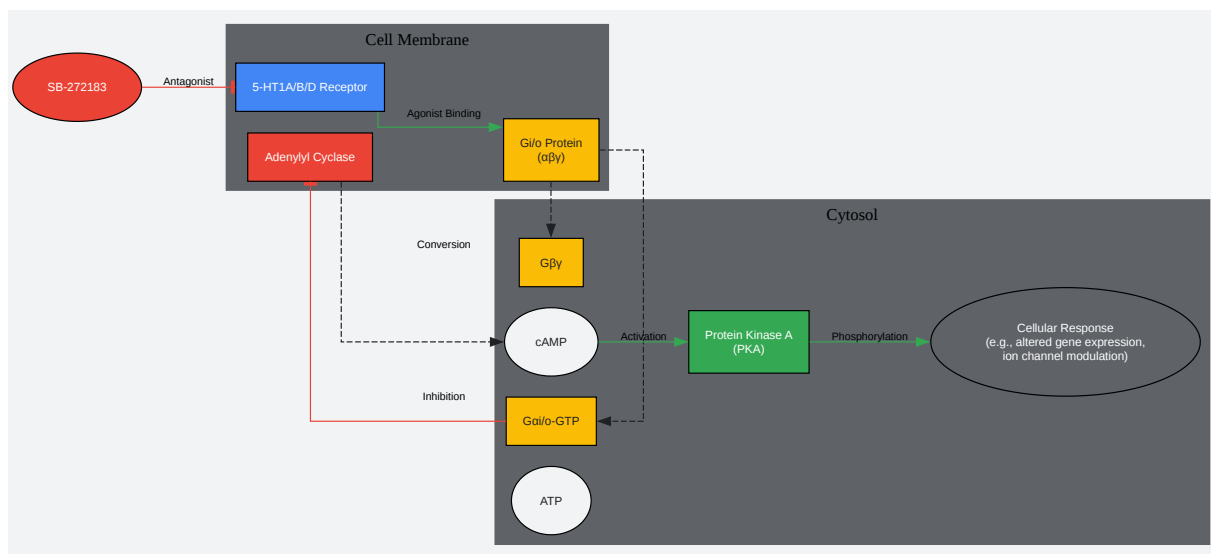 Cell Membrane
SB-272183
Antagonist
5-HT1A/B/D Receptor
Agonist Binding
Adenylyl Cyclase
Gi/o Protein
(αβγ)
Cytosol
Conversion
Gβγ
cAMP
Activation
Protein Kinase A
(PKA)
Phosphorylation
Cellular Response
(e.g., altered gene expression,
ion channel modulation)
Inhibition
Gαi/o-GTP
ATP